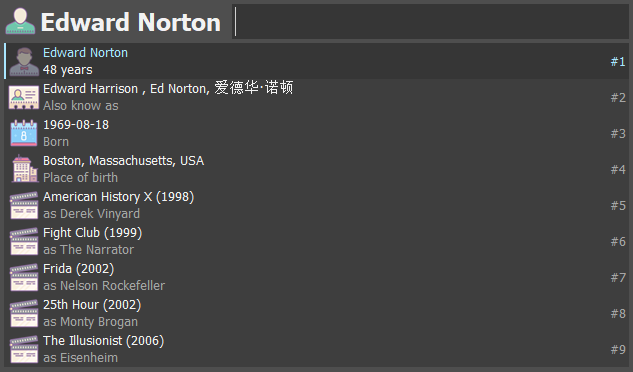 Edward Norton
Edward Norton
48 years
#1
Edward Harrison , Ed Norton, 爱德华·诺顿
Also know as
#2
8
1969-08-18
Born
#3
Boston, Massachusetts, USA
Place of birth
#4
American History X (1998)
as Derek Vinyard
#5
Fight Club (1999)
as The Narrator
#6
Frida (2002)
as Nelson Rockefeller
#7
25th Hour (2002)
as Monty Brogan
#8
The Illusionist (2006)
as Eisenheim
#9